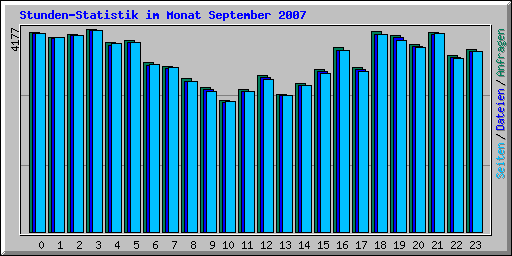 Stunden-Statistik im Monat September 2007
4177
Seiten / Dateien / Anfragen
0 1 2 3 4 5 6 7 8 9 10 11 12 13 14 15 16 17 18 19 20 21 22 23